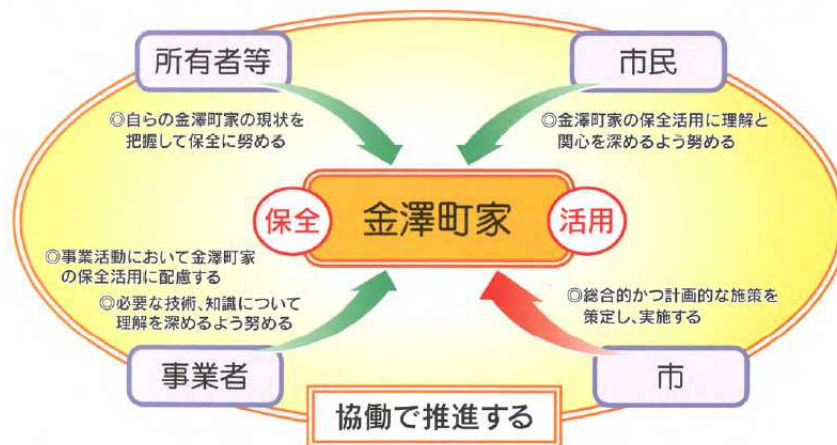 所有者等
市民
◎自らの金澤町家の現状を
把握して保全に努める
◎金澤町家の保全活用に理解と
関心を深めるよう努める
保全
金澤町家
活用
◎事業活動において金澤町家
の保全活用に配慮する
◎必要な技術、知識について
理解を深めるよう努める
◎総合的かつ計画的な施策を
策定し、実施する
事業者
市
協働で推進する